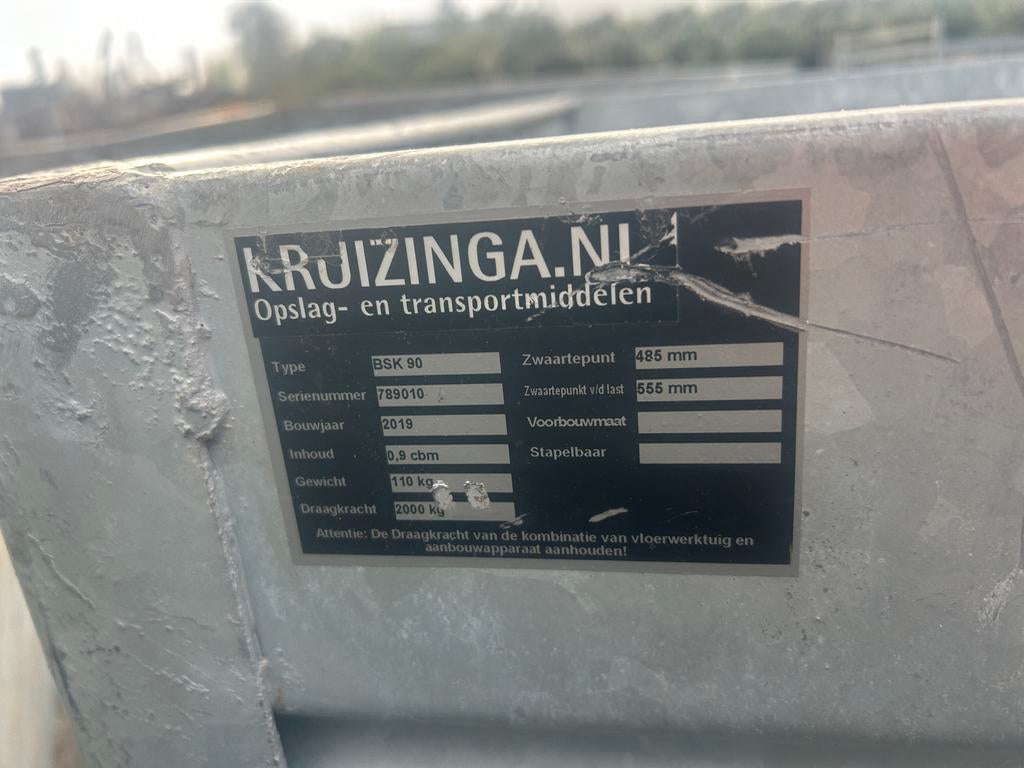 KRUIZINGA.NL
Opslag- en transportmiddelen
Type BSK 90
Serienummer 789010
Bouwjaar 2019
Inhoud 0,9 cbm
Gewicht 110 kg
Draagkracht 2000 kg
Zwaartepunt 485 mm
Zwaartepunkt v/d last 555 mm
Voorbouwmaat
Stapelbaar
Attentie: De Draagkracht van de kombinatie van vloerwerktuig en
aanbouwapparaat aanhouden!